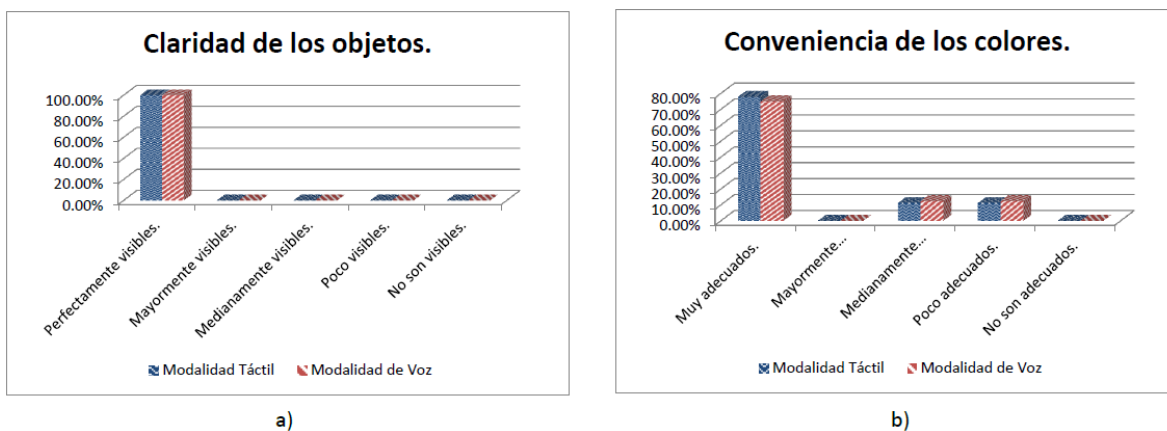 Claridad de los objetos.
100.00%
80.00%
60.00%
40.00%
20.00%
0.00%
Perfectamente visibles.
Mayormente visibles.
Medianamente visibles.
Poco visibles.
No son visibles.
Modalidad Táctil
Modalidad de Voz
a)
Conveniencia de los colores.
80.00%
70.00%
60.00%
50.00%
40.00%
30.00%
20.00%
10.00%
0.00%
Muy adecuados.
Mayormente...
Medianamente...
Poco adecuados.
No son adecuados.
Modalidad Táctil
Modalidad de Voz
b)